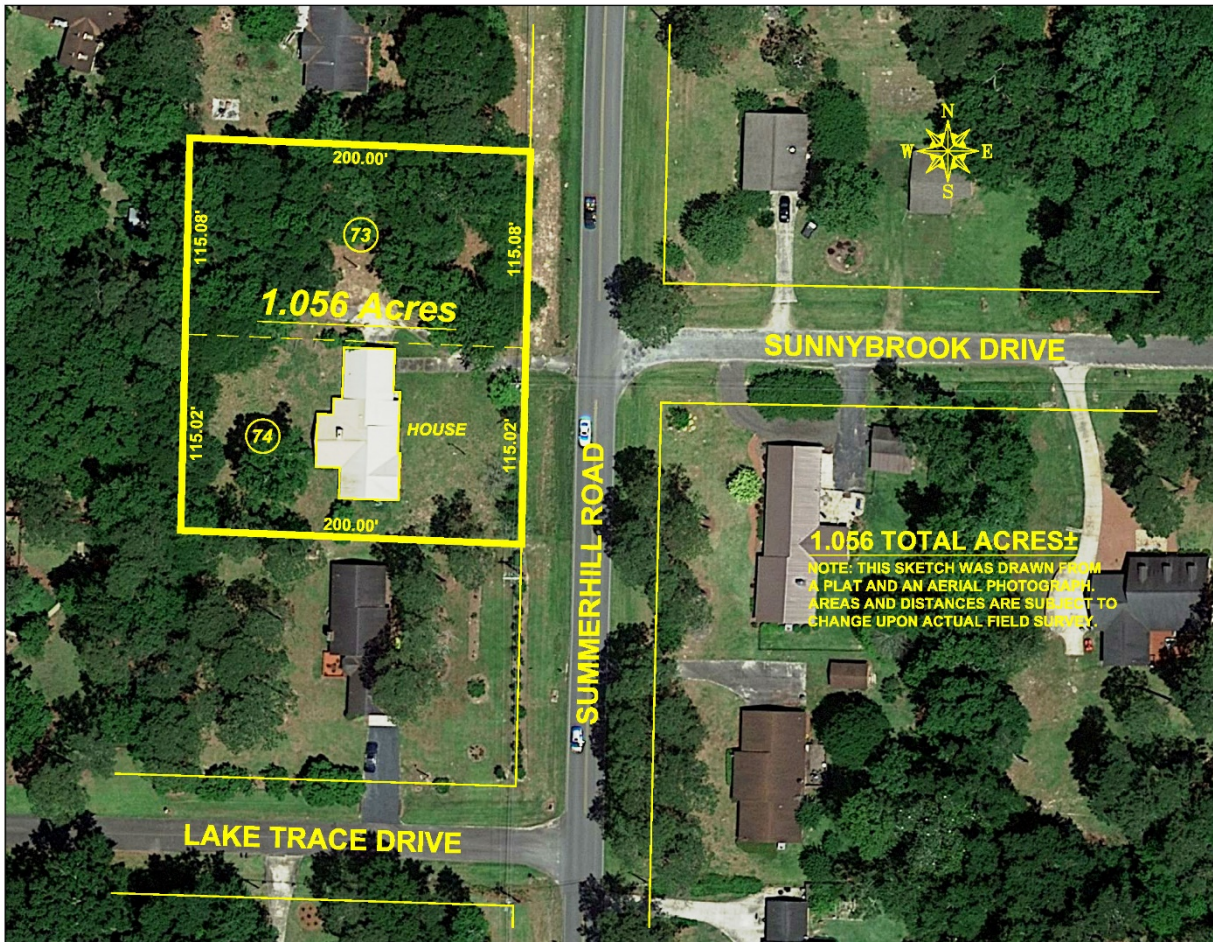 N
W E
S
200.00'
115.08'
73
115.08'
1.056 Acres
115.02'
74
HOUSE
115.02'
200.00'
SUNNYBROOK DRIVE
SUMMERHILL ROAD
1.056 TOTAL ACRES±
NOTE: THIS SKETCH WAS DRAWN FROM
A PLAT AND AN AERIAL PHOTOGRAPH.
AREAS AND DISTANCES ARE SUBJECT TO
CHANGE UPON ACTUAL FIELD SURVEY.
LAKE TRACE DRIVE